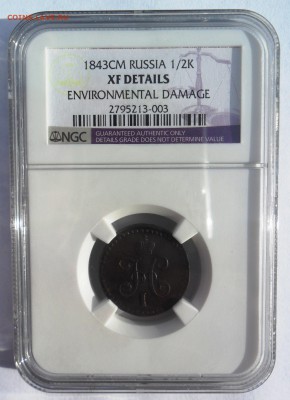 1843CM RUSSIA 1/2K
XF DETAILS
ENVIRONMENTAL DAMAGE
2795213-003
NGC
GUARANTEED AUTHENTIC ONLY
DETAILS GRADE DOES NOT DETERMINE VALUE